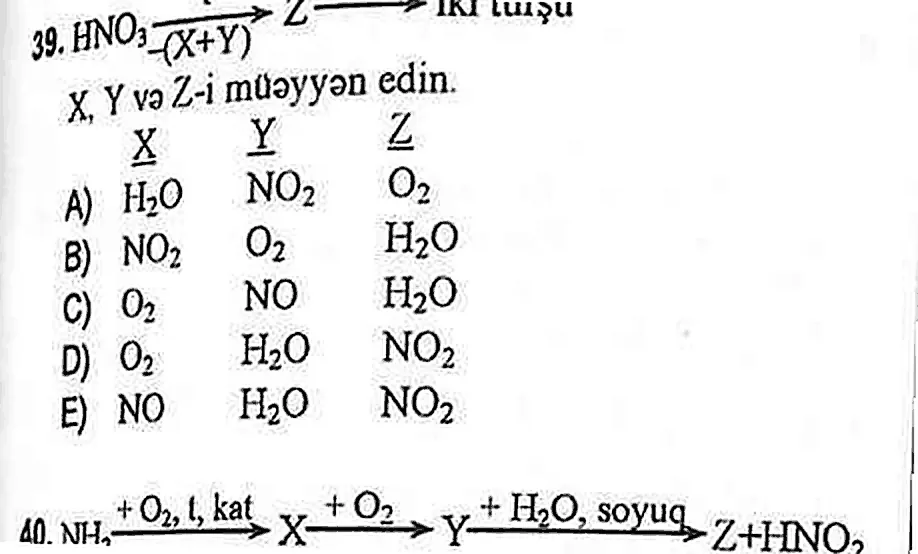 39. HNO₃ –(X+Y) → Z → iki turşu
X, Y və Z-i müəyyən edin.
X Y Z
A) H₂O NO₂ O₂
B) NO₂ O₂ H₂O
C) O₂ NO H₂O
D) O₂ H₂O NO₂
E) NO H₂O NO₂
40. NH₃ + O₂, t, kat → X + O₂ → Y + H₂O, soyuq → Z+HNO₂